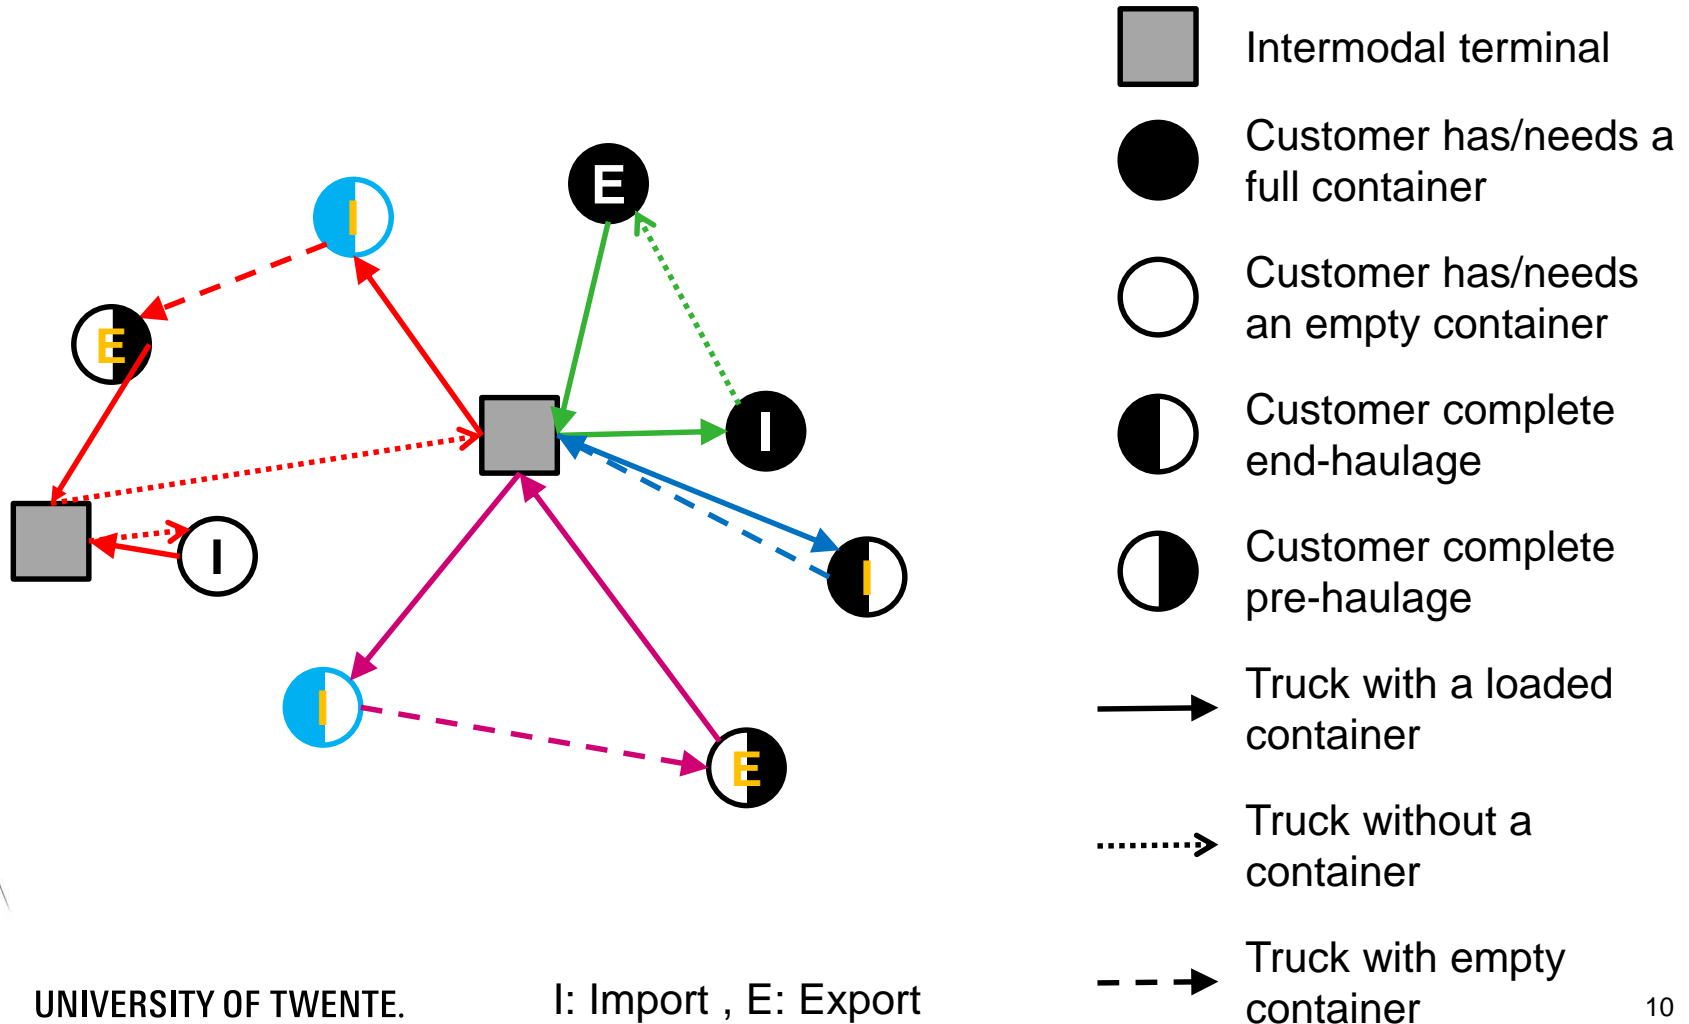 Intermodal terminal
Customer has/needs a
full container
Customer has/needs
an empty container
Customer complete
end-haulage
Customer complete
pre-haulage
Truck with a loaded
container
Truck without a
container
Truck with empty
container
I
E
E
I
I
I
I
E
UNIVERSITY OF TWENTE.
I: Import , E: Export
10